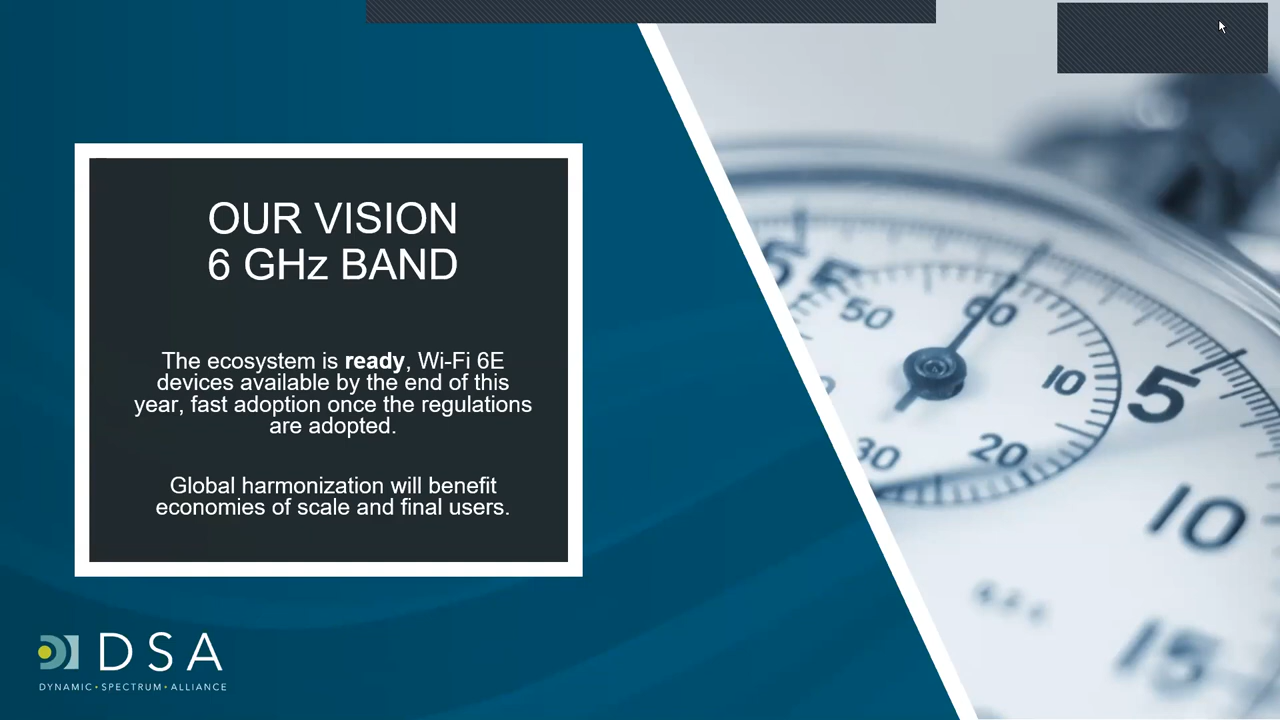 OUR VISION
6 GHz BAND
The ecosystem is ready, Wi-Fi 6E
devices available by the end of this
year, fast adoption once the regulations
are adopted.
Global harmonization will benefit
economies of scale and final users.
DSA
DYNAMIC • SPECTRUM • ALLIANCE
55
50
60
10
5
30
20
10
15